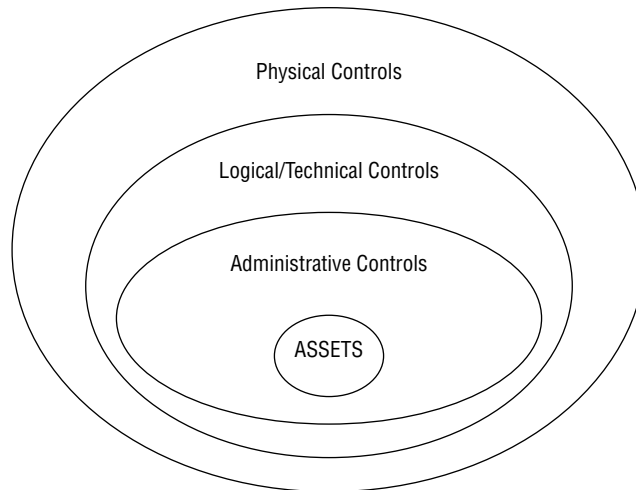 Physical Controls
Logical/Technical Controls
Administrative Controls
ASSETS